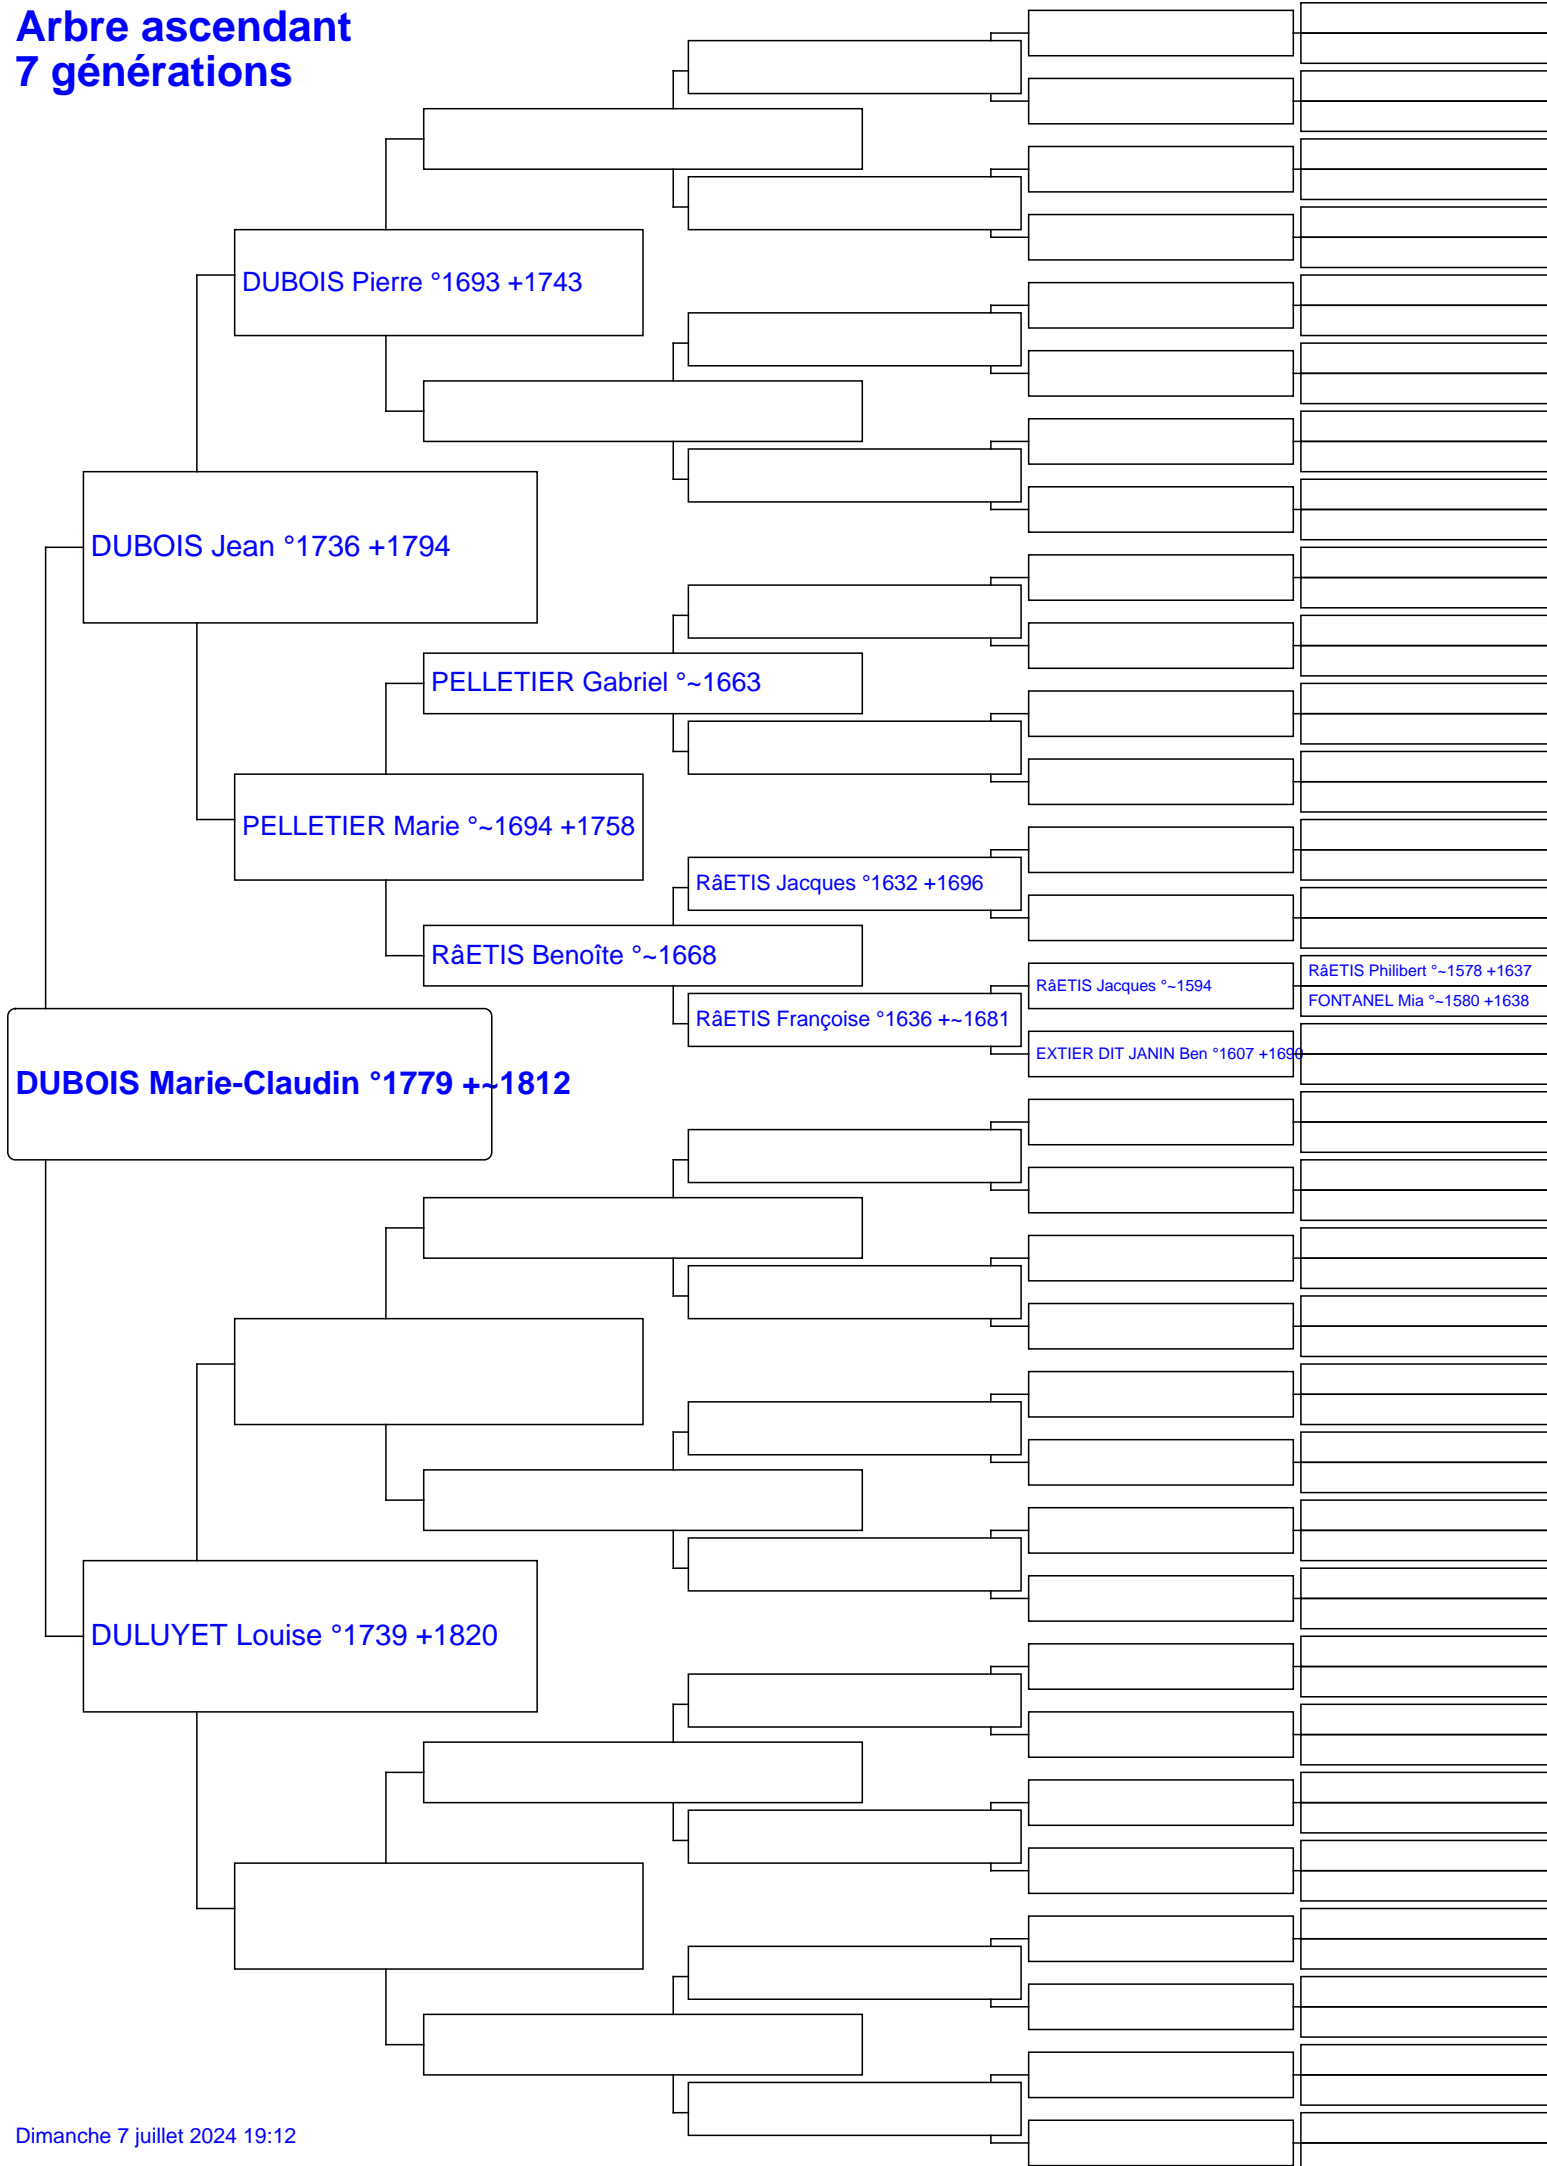 Arbre ascendant
7 générations
DUBOIS Pierre °1693 +1743
DUBOIS Jean °1736 +1794
PELLETIER Gabriel °~1663
PELLETIER Marie °~1694 +1758
RâETIS Jacques °1632 +1696
RâETIS Benoîte °~1668
RâETIS Philibert °~1578 +1637
RâETIS Jacques °~1594
FONTANEL Mia °~1580 +1638
RâETIS Françoise °1636 +~1681
EXTIER DIT JANIN Ben °1607 +1690
DUBOIS Marie-Claudin °1779 +~1812
DULUYET Louise °1739 +1820
Dimanche 7 juillet 2024 19:12